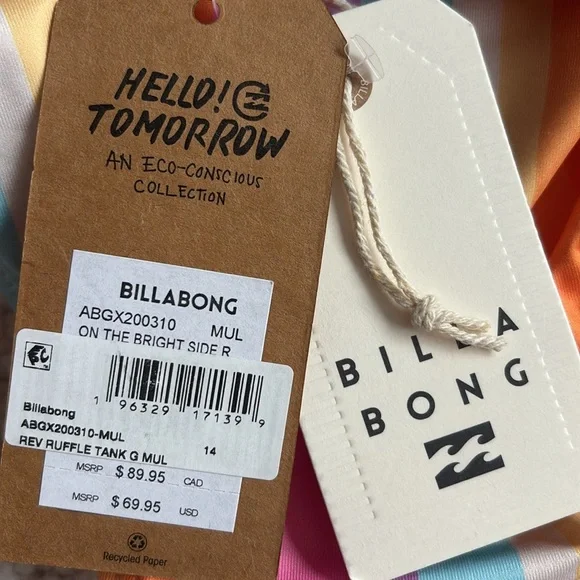 HELLO!
TOMORROW
AN ECO-CONSCIOUS
COLLECTION
BILLABONG
ABGX200310 MUL
ON THE BRIGHT SIDE R
1 96329 17139 9
Billabong
ABGX200310-MUL 14
REV RUFFLE TANK G MUL
MSRP $ 89.95 CAD
MSRP $ 69.95 USD
Recycled Paper
BILLA
BONG